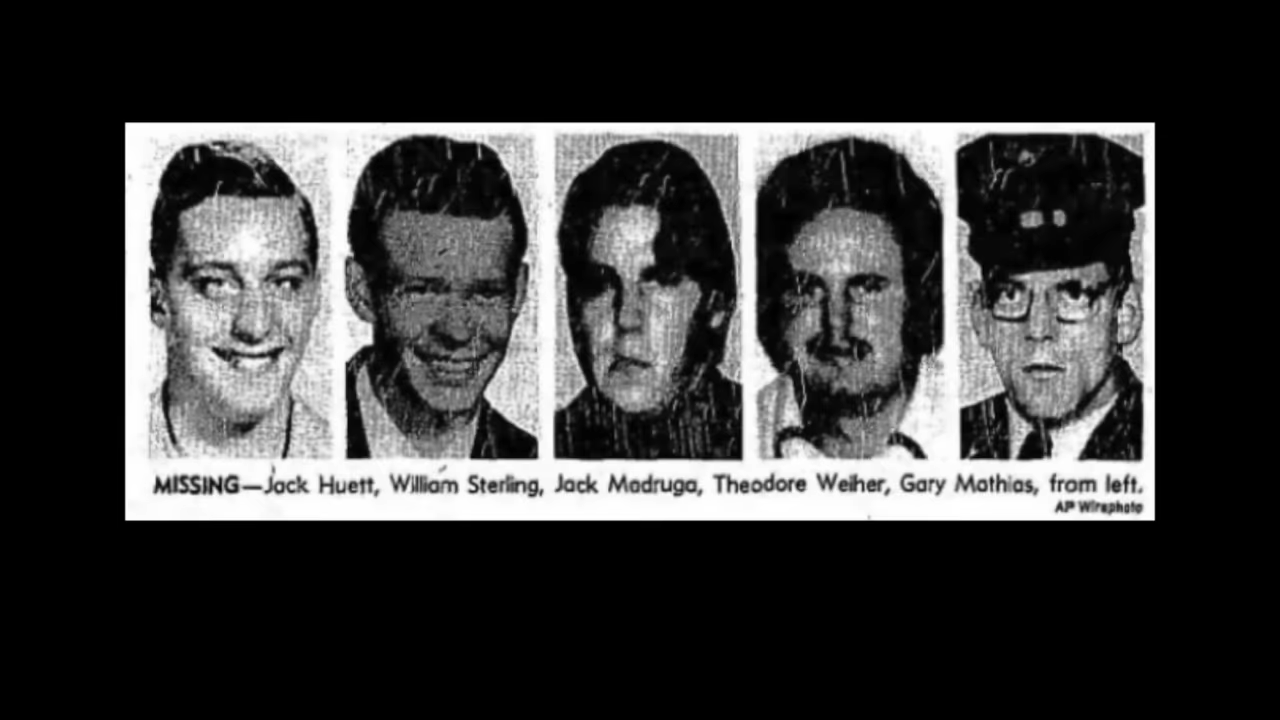 MISSING—Jack Huett, William Sterling, Jack Madruga, Theodore Weiher, Gary Mathias, from left.
AP Wirephoto